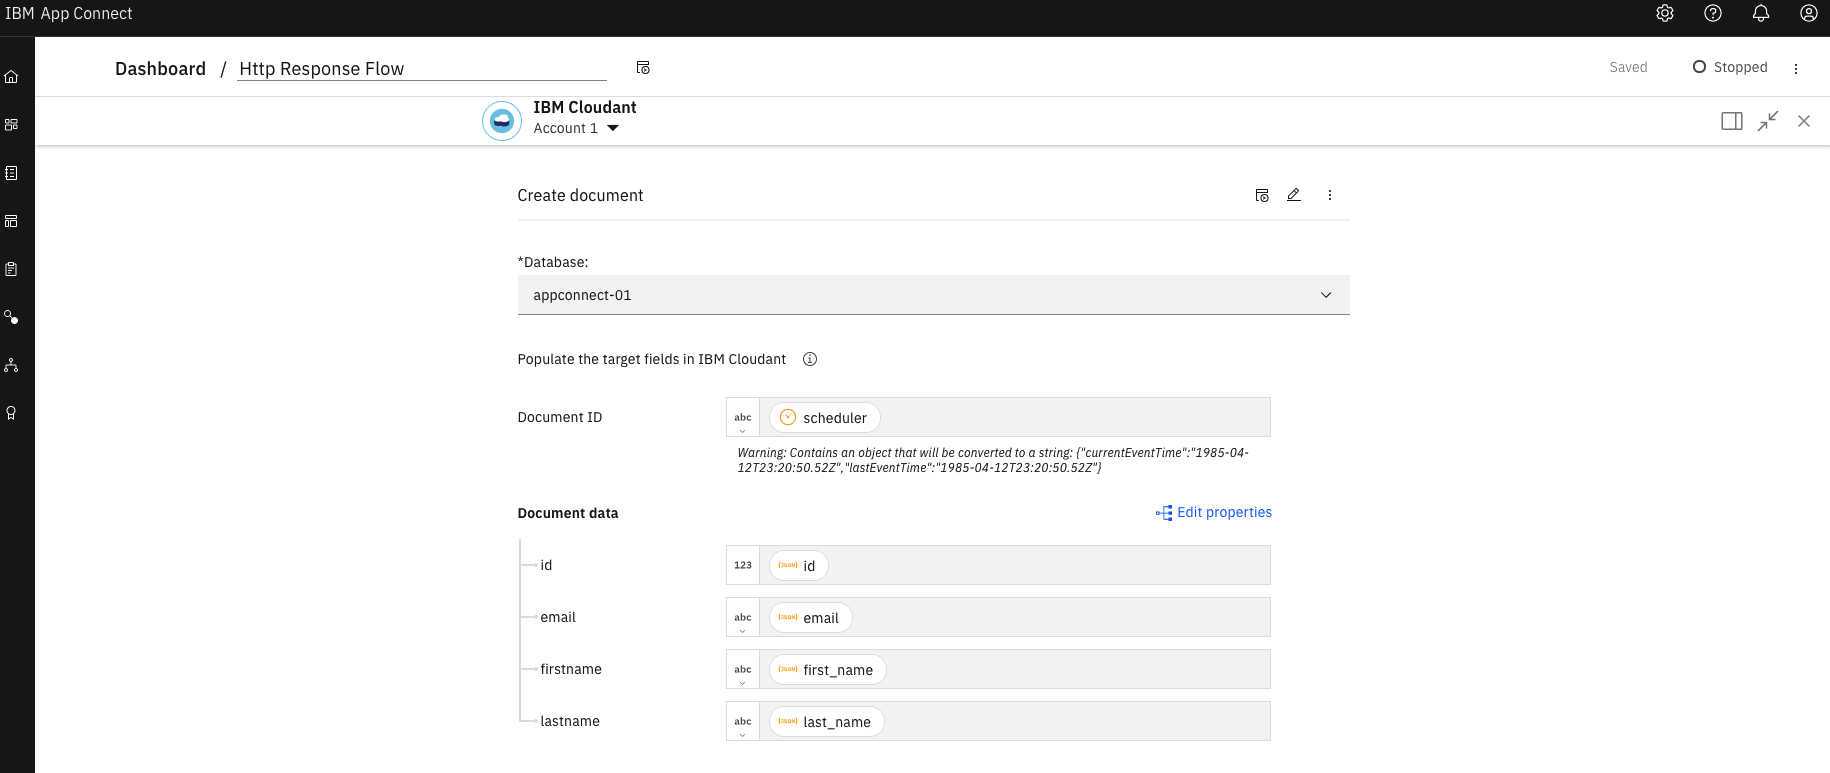 IBM App Connect
Dashboard / Http Response Flow
Saved
Stopped
IBM Cloudant
Account 1
Create document
*Database:
appconnect-01
Populate the target fields in IBM Cloudant
Document ID
abc
scheduler
Warning: Contains an object that will be converted to a string: {"currentEventTime":"1985-04-
12T23:20:50.52Z","lastEventTime":"1985-04-12T23:20:50.52Z"}
Document data
Edit properties
id
123
{JSON} id
email
abc
{JSON} email
firstname
abc
{JSON} first_name
lastname
abc
{JSON} last_name